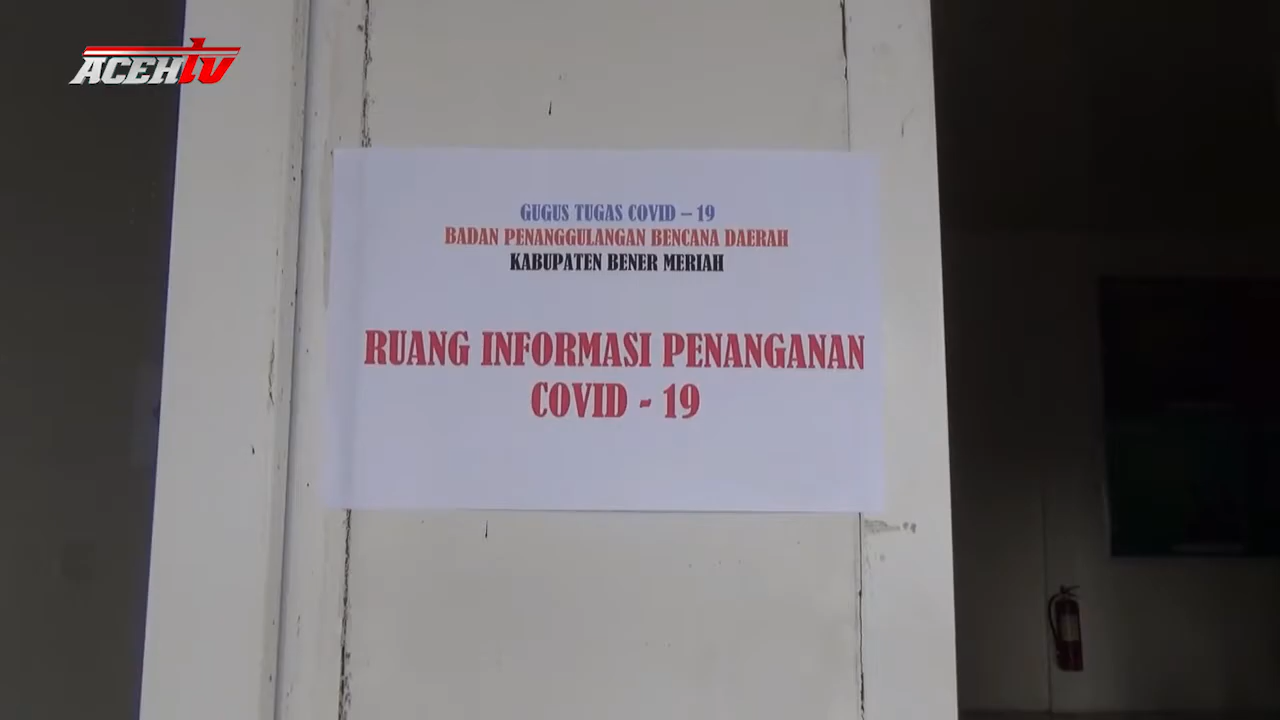 ACEHTV
GUGUS TUGAS COVID – 19
BADAN PENANGGULANGAN BENCANA DAERAH
KABUPATEN BENER MERIAH
RUANG INFORMASI PENANGANAN
COVID - 19